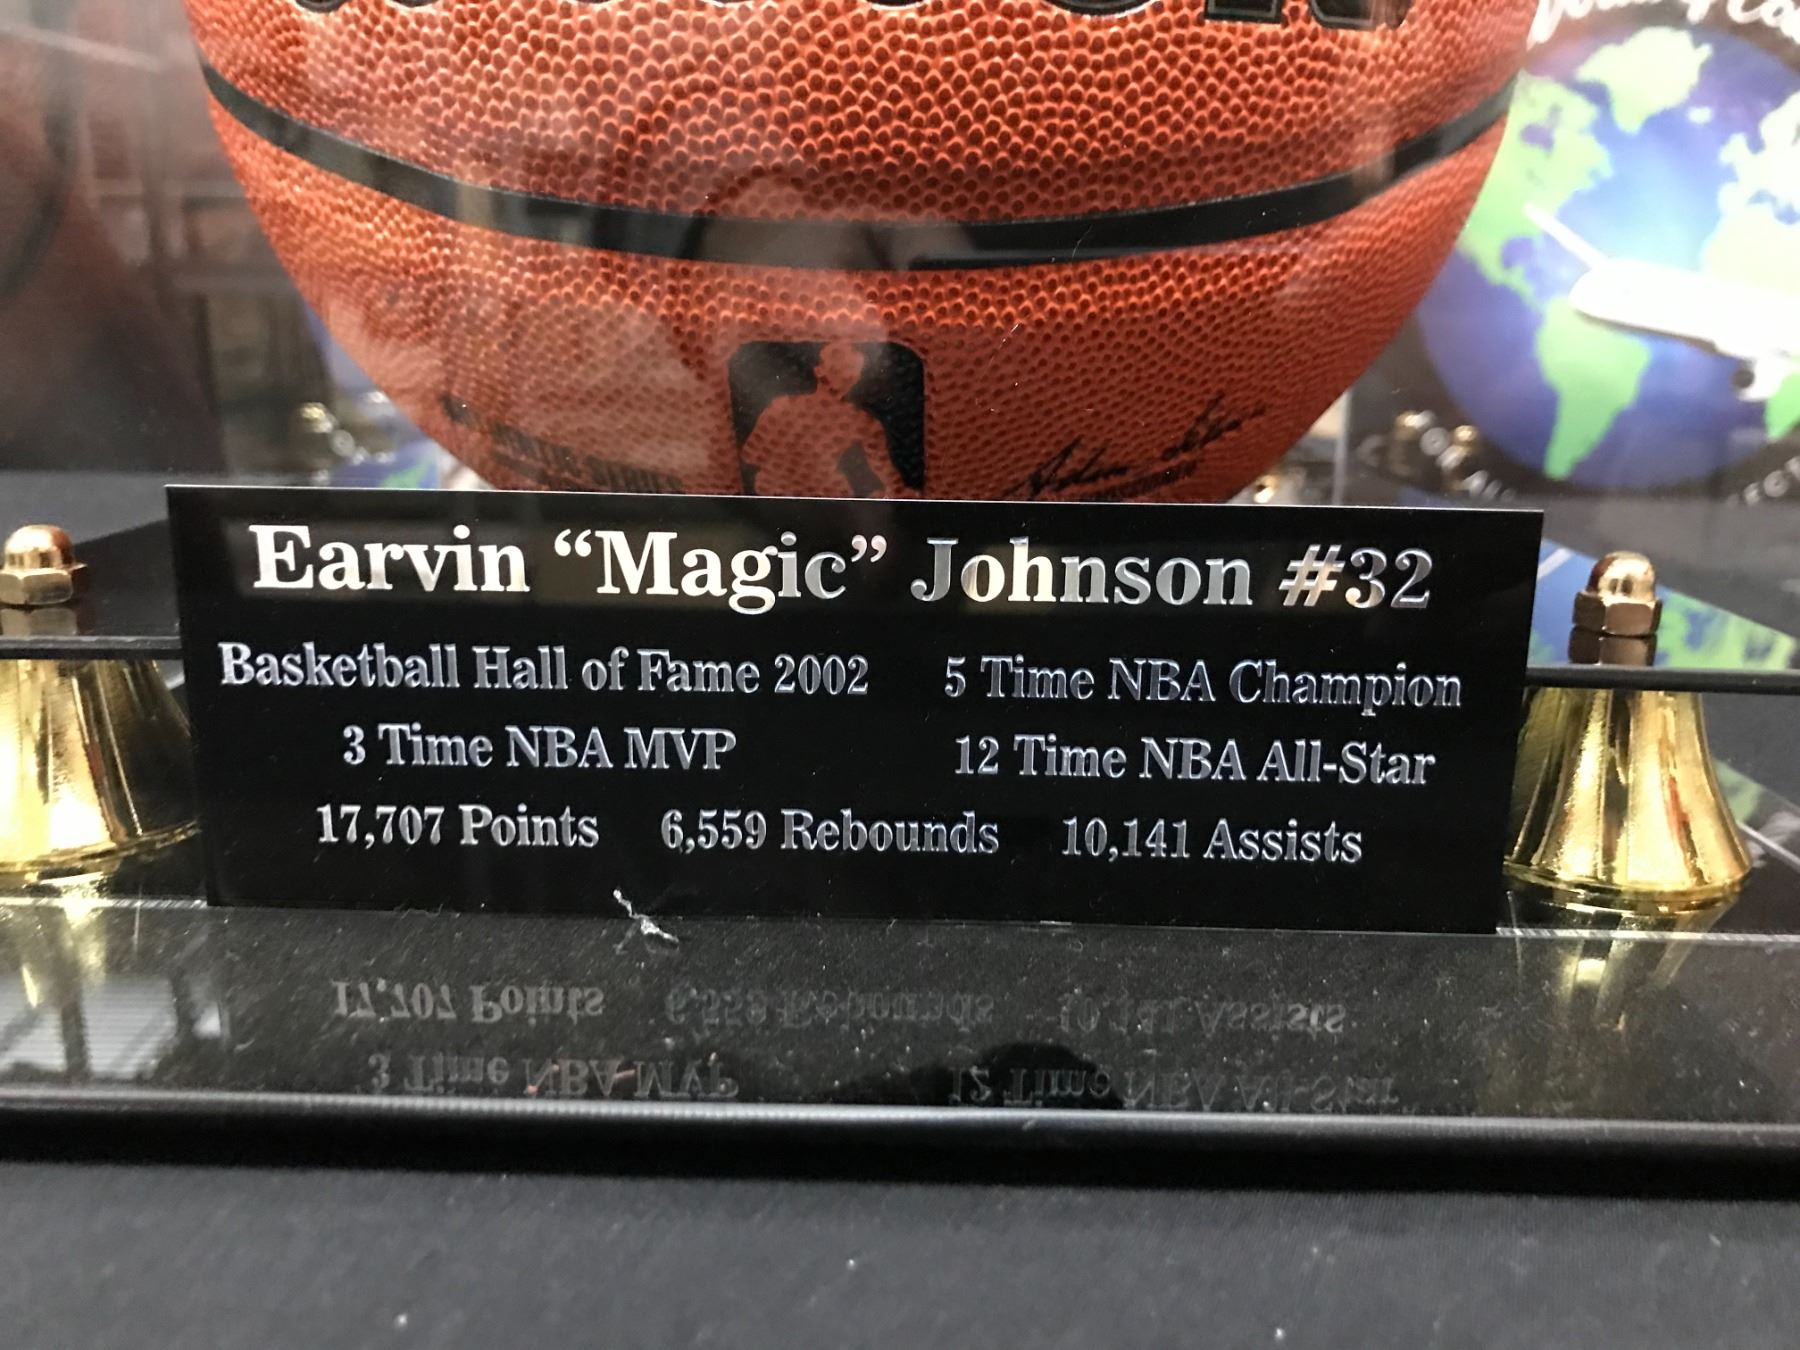 Earvin “Magic” Johnson #32
Basketball Hall of Fame 2002 5 Time NBA Champion
3 Time NBA MVP 12 Time NBA All-Star
17,707 Points 6,559 Rebounds 10,141 Assists